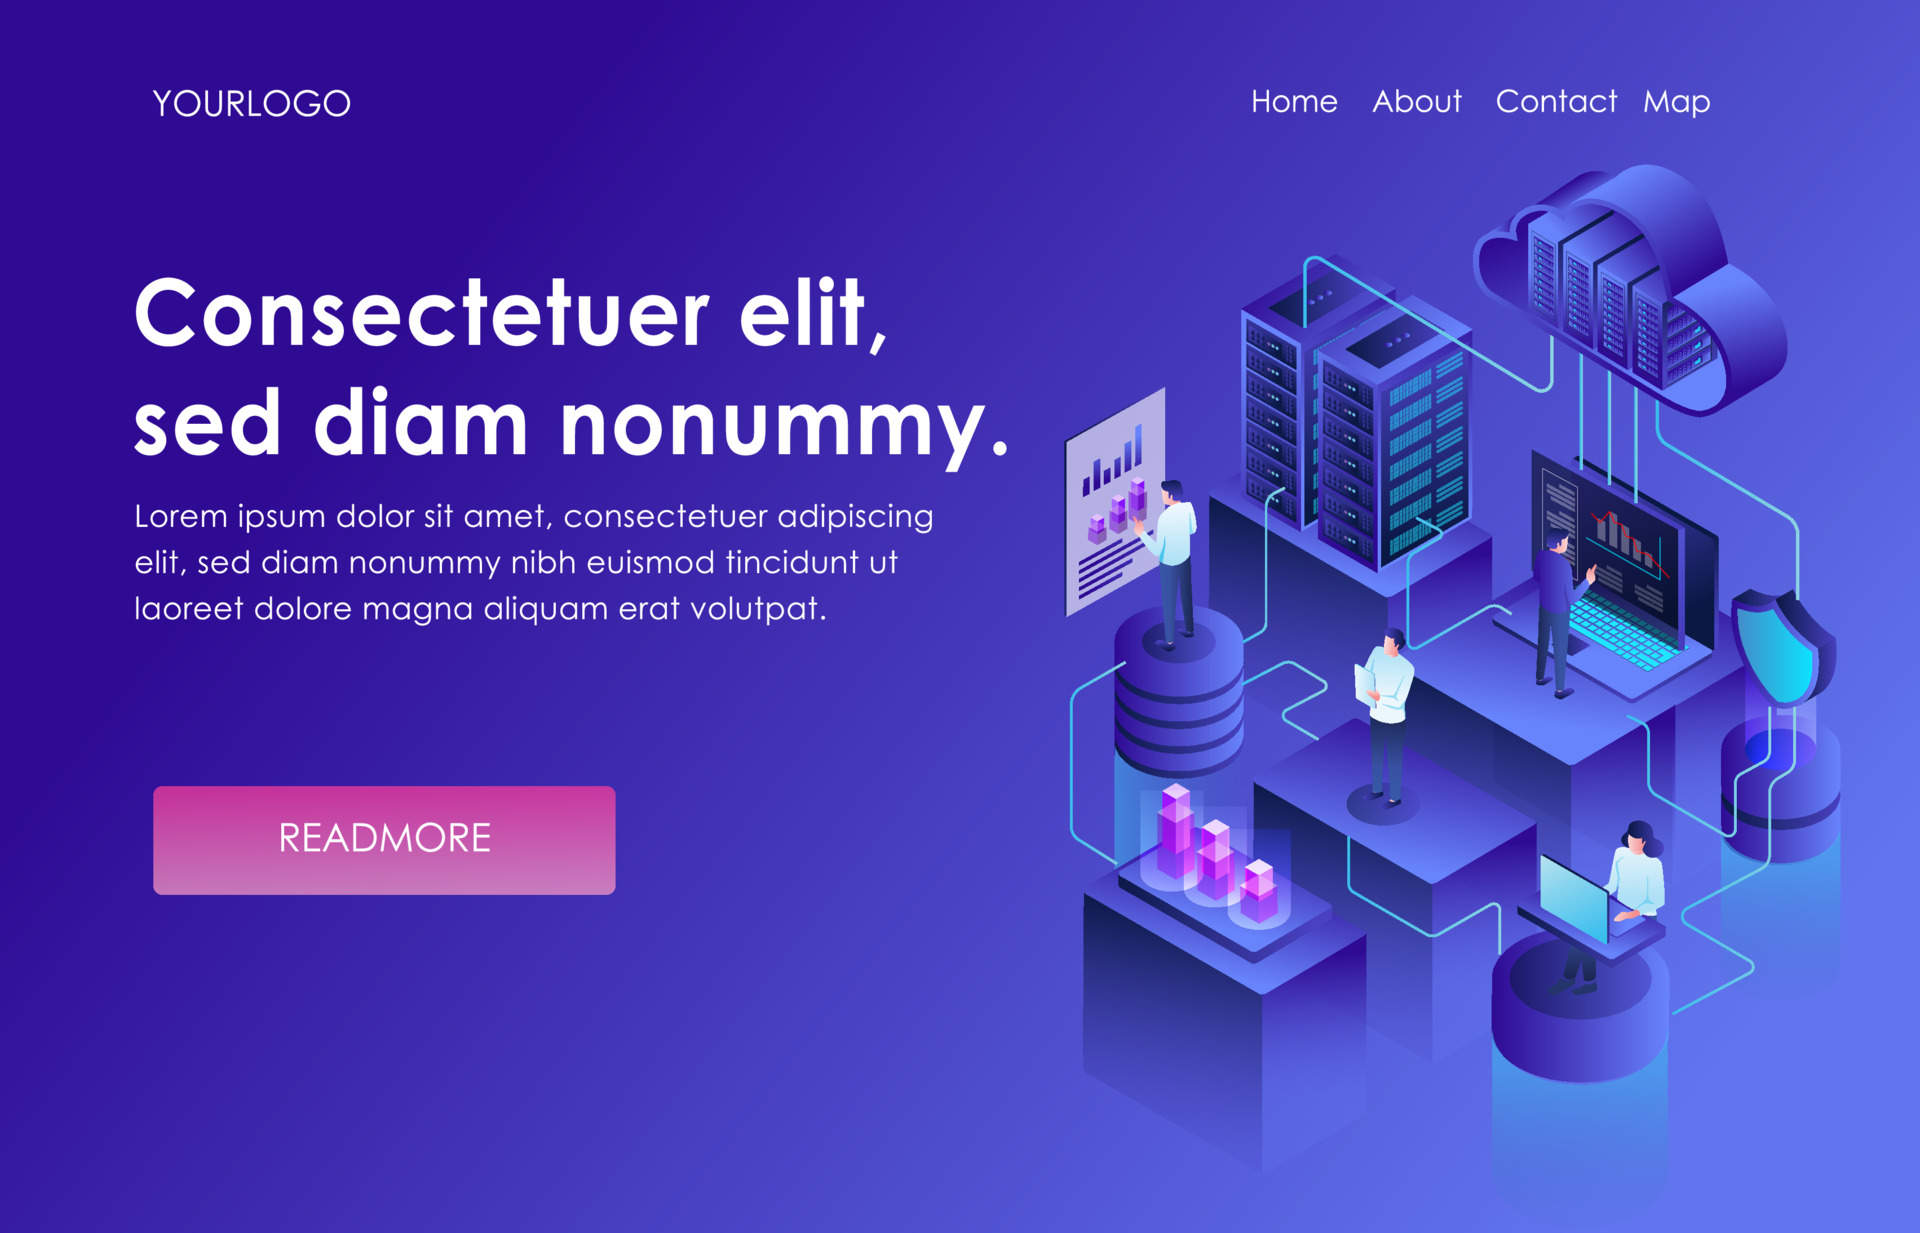 YOURLOGO
Home About Contact Map
Consectetuer elit,
sed diam nonummy.
Lorem ipsum dolor sit amet, consectetuer adipiscing
elit, sed diam nonummy nibh euismod tincidunt ut
laoreet dolore magna aliquam erat volutpat.
READMORE